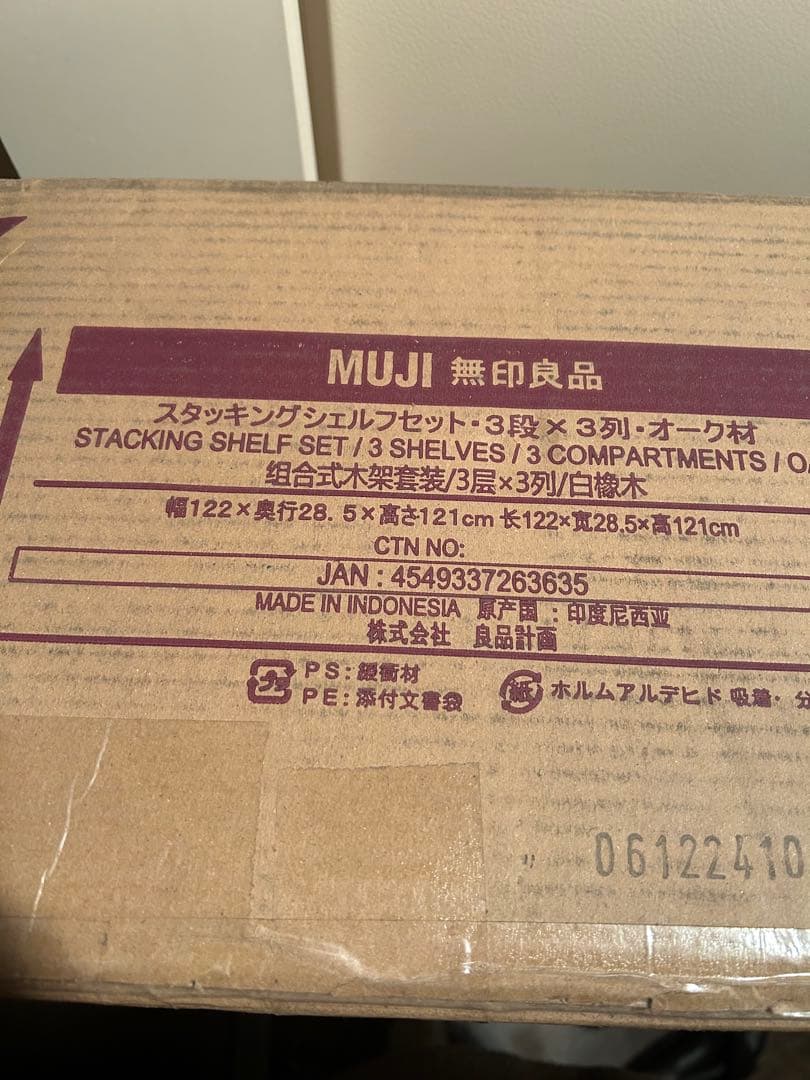 MUJI 無印良品
スタッキングシェルフセット・3段×3列・オーク材
STACKING SHELF SET / 3 SHELVES / 3 COMPARTMENTS /
组合式木架套装/3层×3列/白橡木
幅122×奥行28.5×高さ121cm 长122×宽28.5×高121cm
CTN NO:
JAN : 4549337263635
MADE IN INDONESIA 原产国 : 印度尼西亚
株式会社 良品計画
プラ PS:緩衝材
PE:添付文書袋
紙 ホルムアルデヒド 吸着・分
06122410